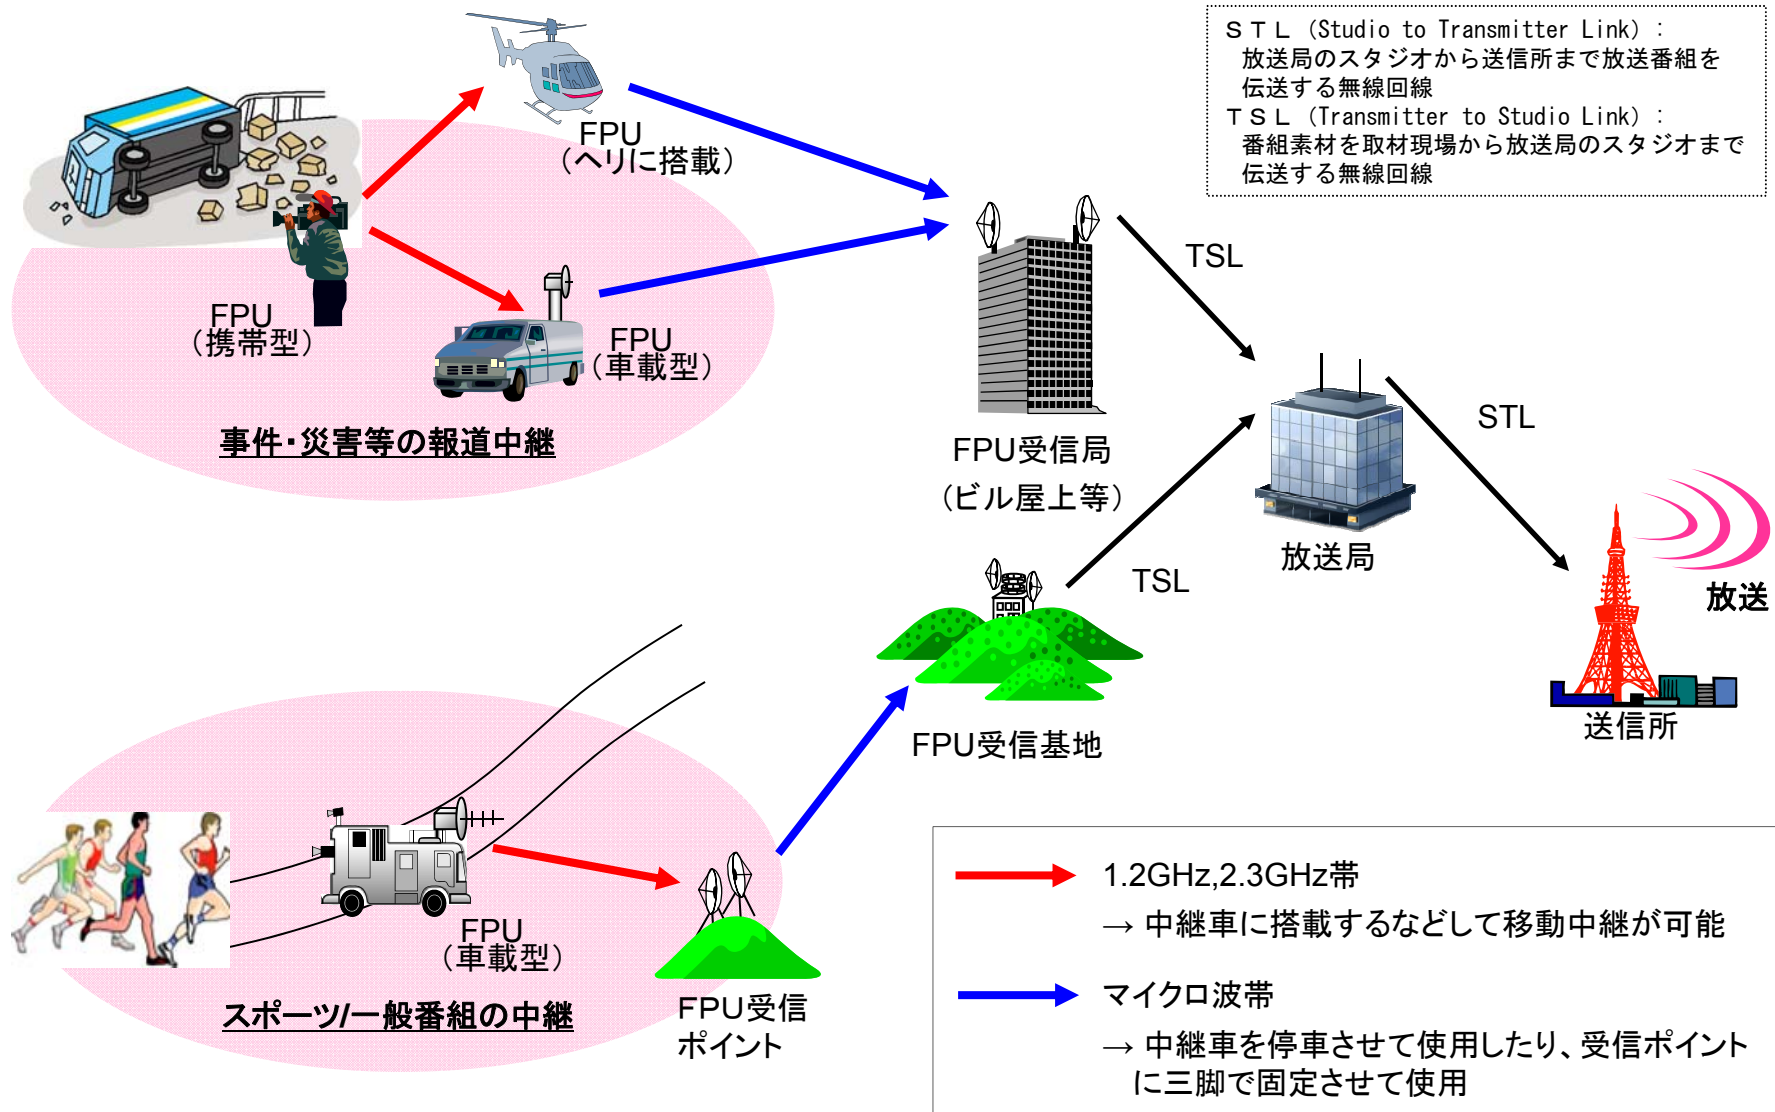 ＳＴＬ（Studio to Transmitter Link）：
放送局のスタジオから送信所まで放送番組を
伝送する無線回線
ＴＳＬ（Transmitter to Studio Link）：
番組素材を取材現場から放送局のスタジオまで
伝送する無線回線
FPU
（ヘリに搭載）
FPU
（携帯型）
FPU
（車載型）
事件・災害等の報道中継
TSL
FPU受信局
（ビル屋上等）
STL
放送局
TSL
放送
送信所
FPU受信基地
FPU
（車載型）
スポーツ/一般番組の中継
FPU受信
ポイント
1.2GHz,2.3GHz帯
→ 中継車に搭載するなどして移動中継が可能
マイクロ波帯
→ 中継車を停車させて使用したり、受信ポイント
に三脚で固定させて使用